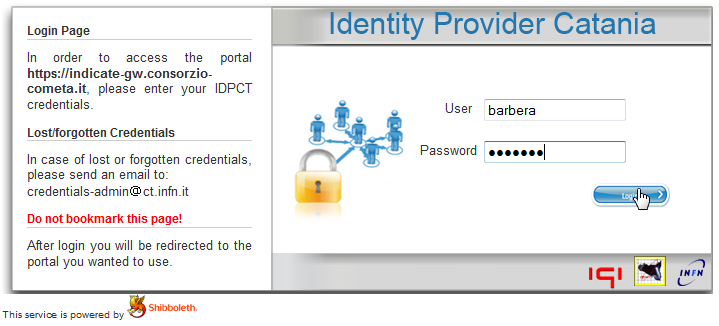 Identity Provider Catania
Login Page
In order to access the portal
https://indicate-gw.consorzio-
cometa.it, please enter your IDPCT
credentials.
Lost/forgotten Credentials
In case of lost or forgotten credentials,
please send an email to:
credentials-admin@ct.infn.it
Do not bookmark this page!
After login you will be redirected to the
portal you wanted to use.
User barbera
Password •••••••
INFN
This service is powered by Shibboleth.